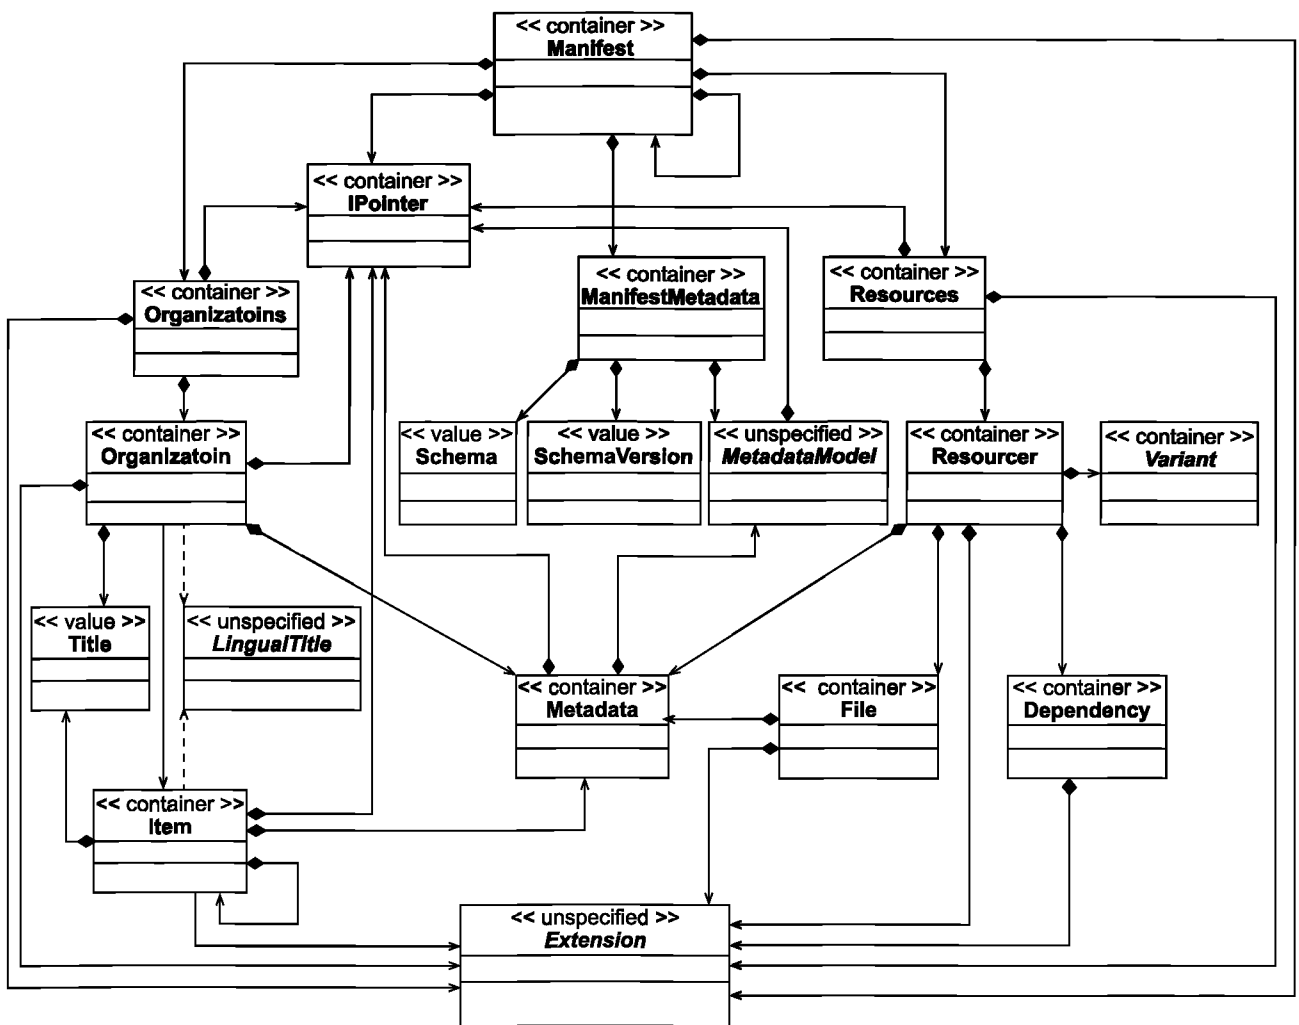 << container >>
Manifest
<< container >>
IPointer
<< container >>
ManifestMetadata
<< container >>
Resources
<< container >>
Organizatoins
<< container >>
Organizatoin
<< value >>
Schema
<< value >>
SchemaVersion
<< unspecified >>
MetadataModel
<< container >>
Resourcer
<< container >>
Variant
<< value >>
Title
<< unspecified >>
LingualTItle
<< container >>
Metadata
<< container >>
File
<< container >>
Dependency
<< container >>
Item
<< unspecified >>
Extension